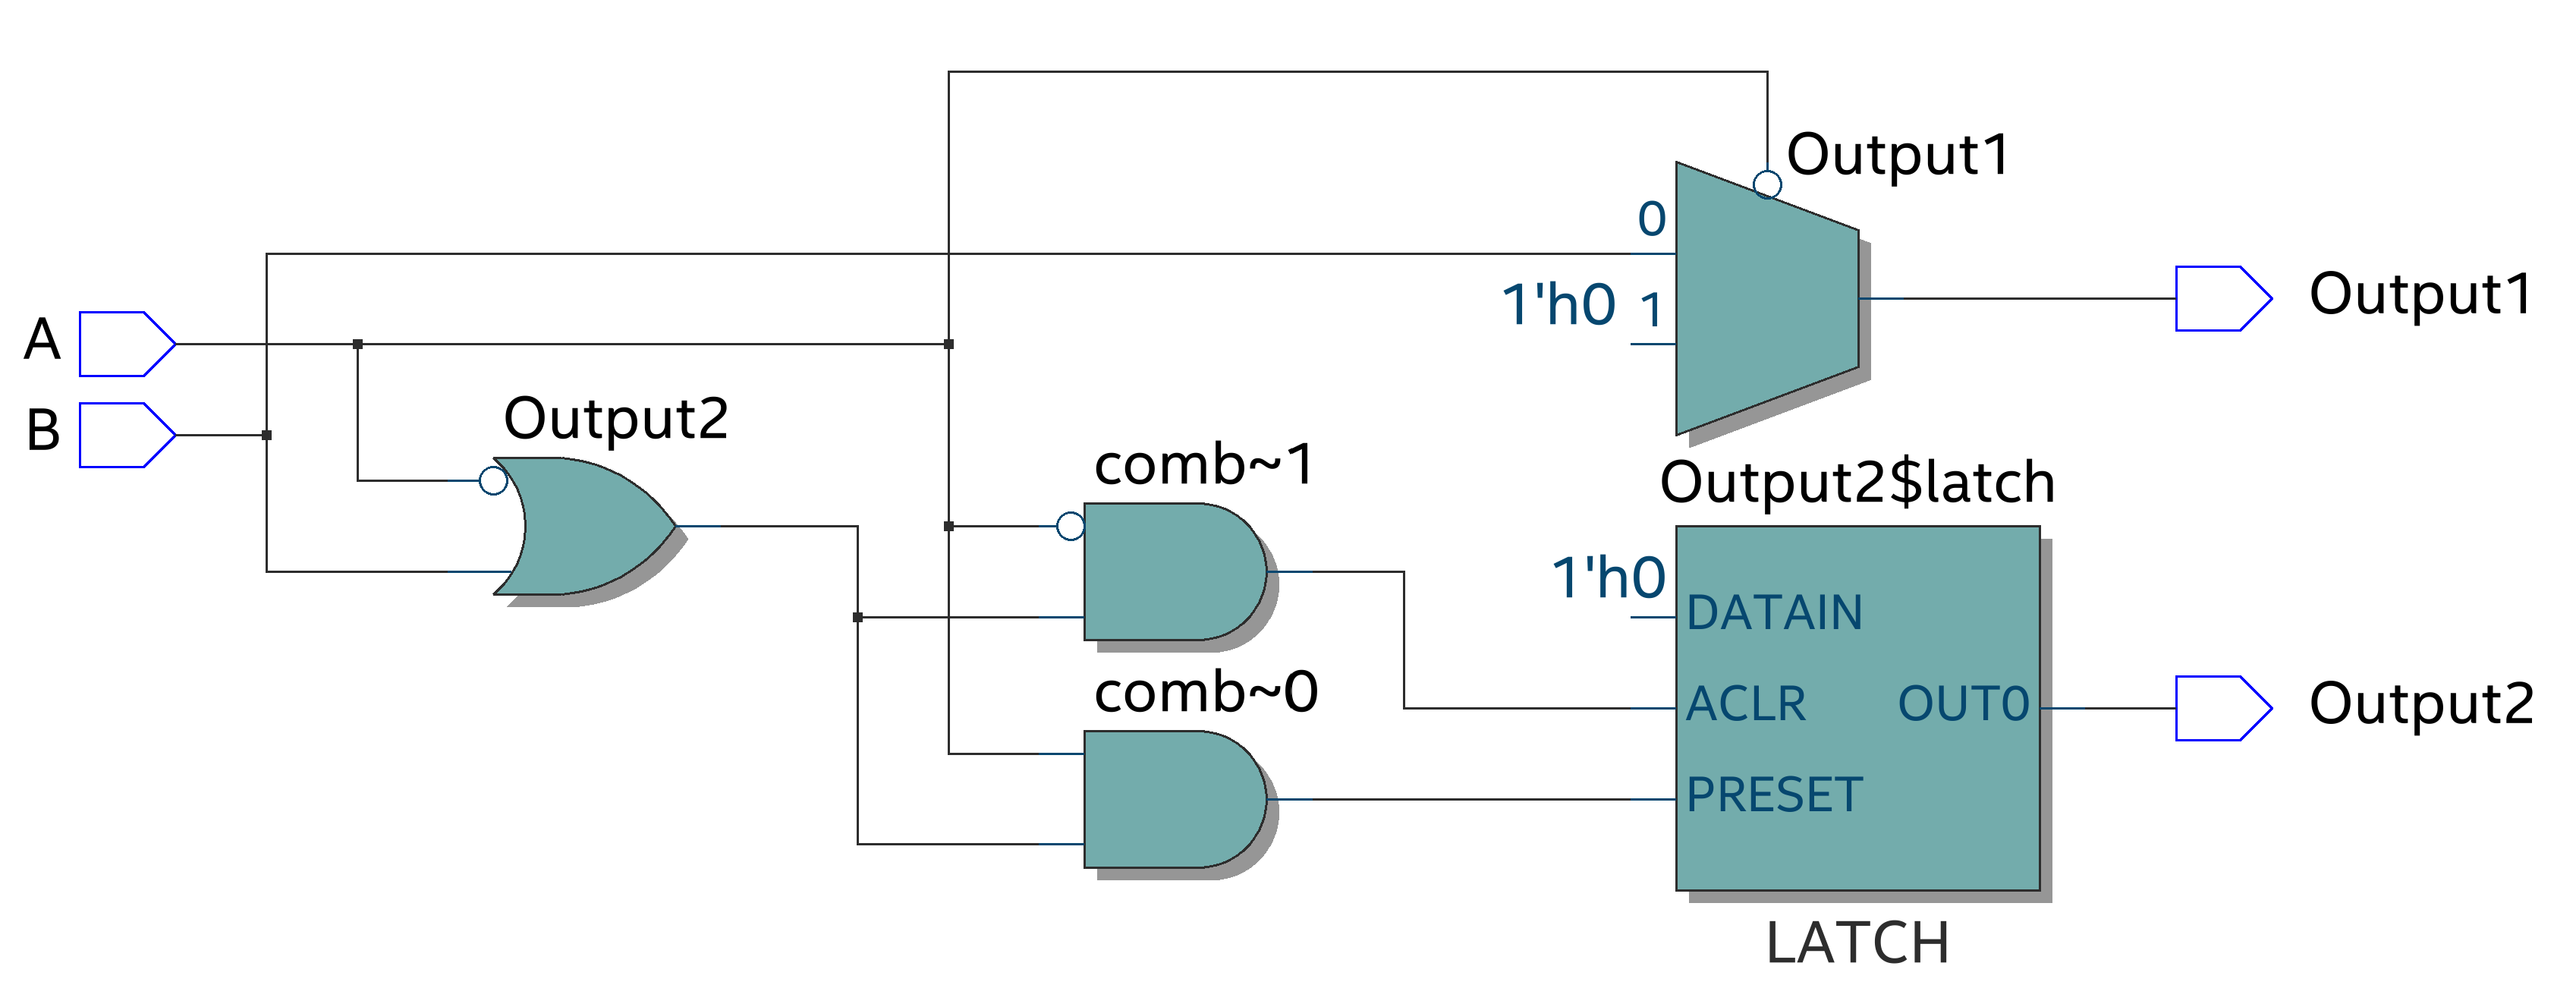 Output1
0
1'h0 1
Output1
A
B
Output2
comb~1
Output2$latch
1'h0
DATAIN
comb~0
ACLR OUT0
Output2
PRESET
LATCH